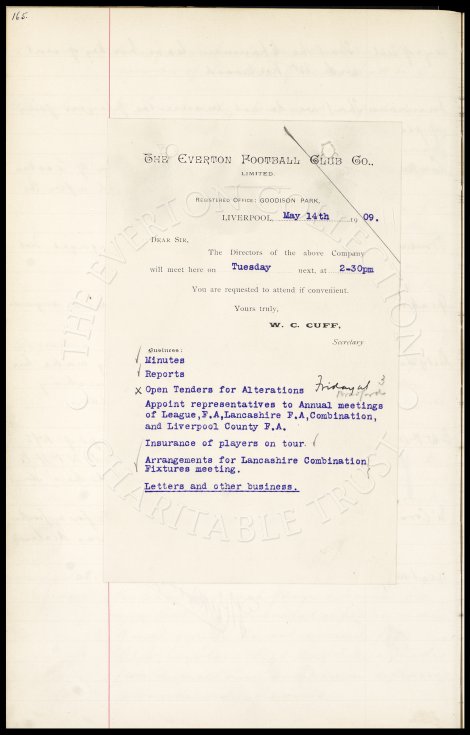 165.
THE EVERTON FOOTBALL CLUB CO.,
LIMITED.
REGISTERED OFFICE: GOODISON PARK,
LIVERPOOL, May 14th 1909.
DEAR SIR,
The Directors of the above Company
will meet here on Tuesday next, at 2-30pm
You are requested to attend if convenient.
Yours truly,
W. C. CUFF,
Secretary
Business:
Minutes
Reports
x Open Tenders for Alterations Friday at 3
Appoint representatives to Annual meetings
of League,F.A,Lancashire F.A,Combination,
and Liverpool County F.A.
Insurance of players on tour.
Arrangements for Lancashire Combination
Fixtures meeting.
Letters and other business.
THE EVERTON COLLECTION
CHARITABLE TRUST